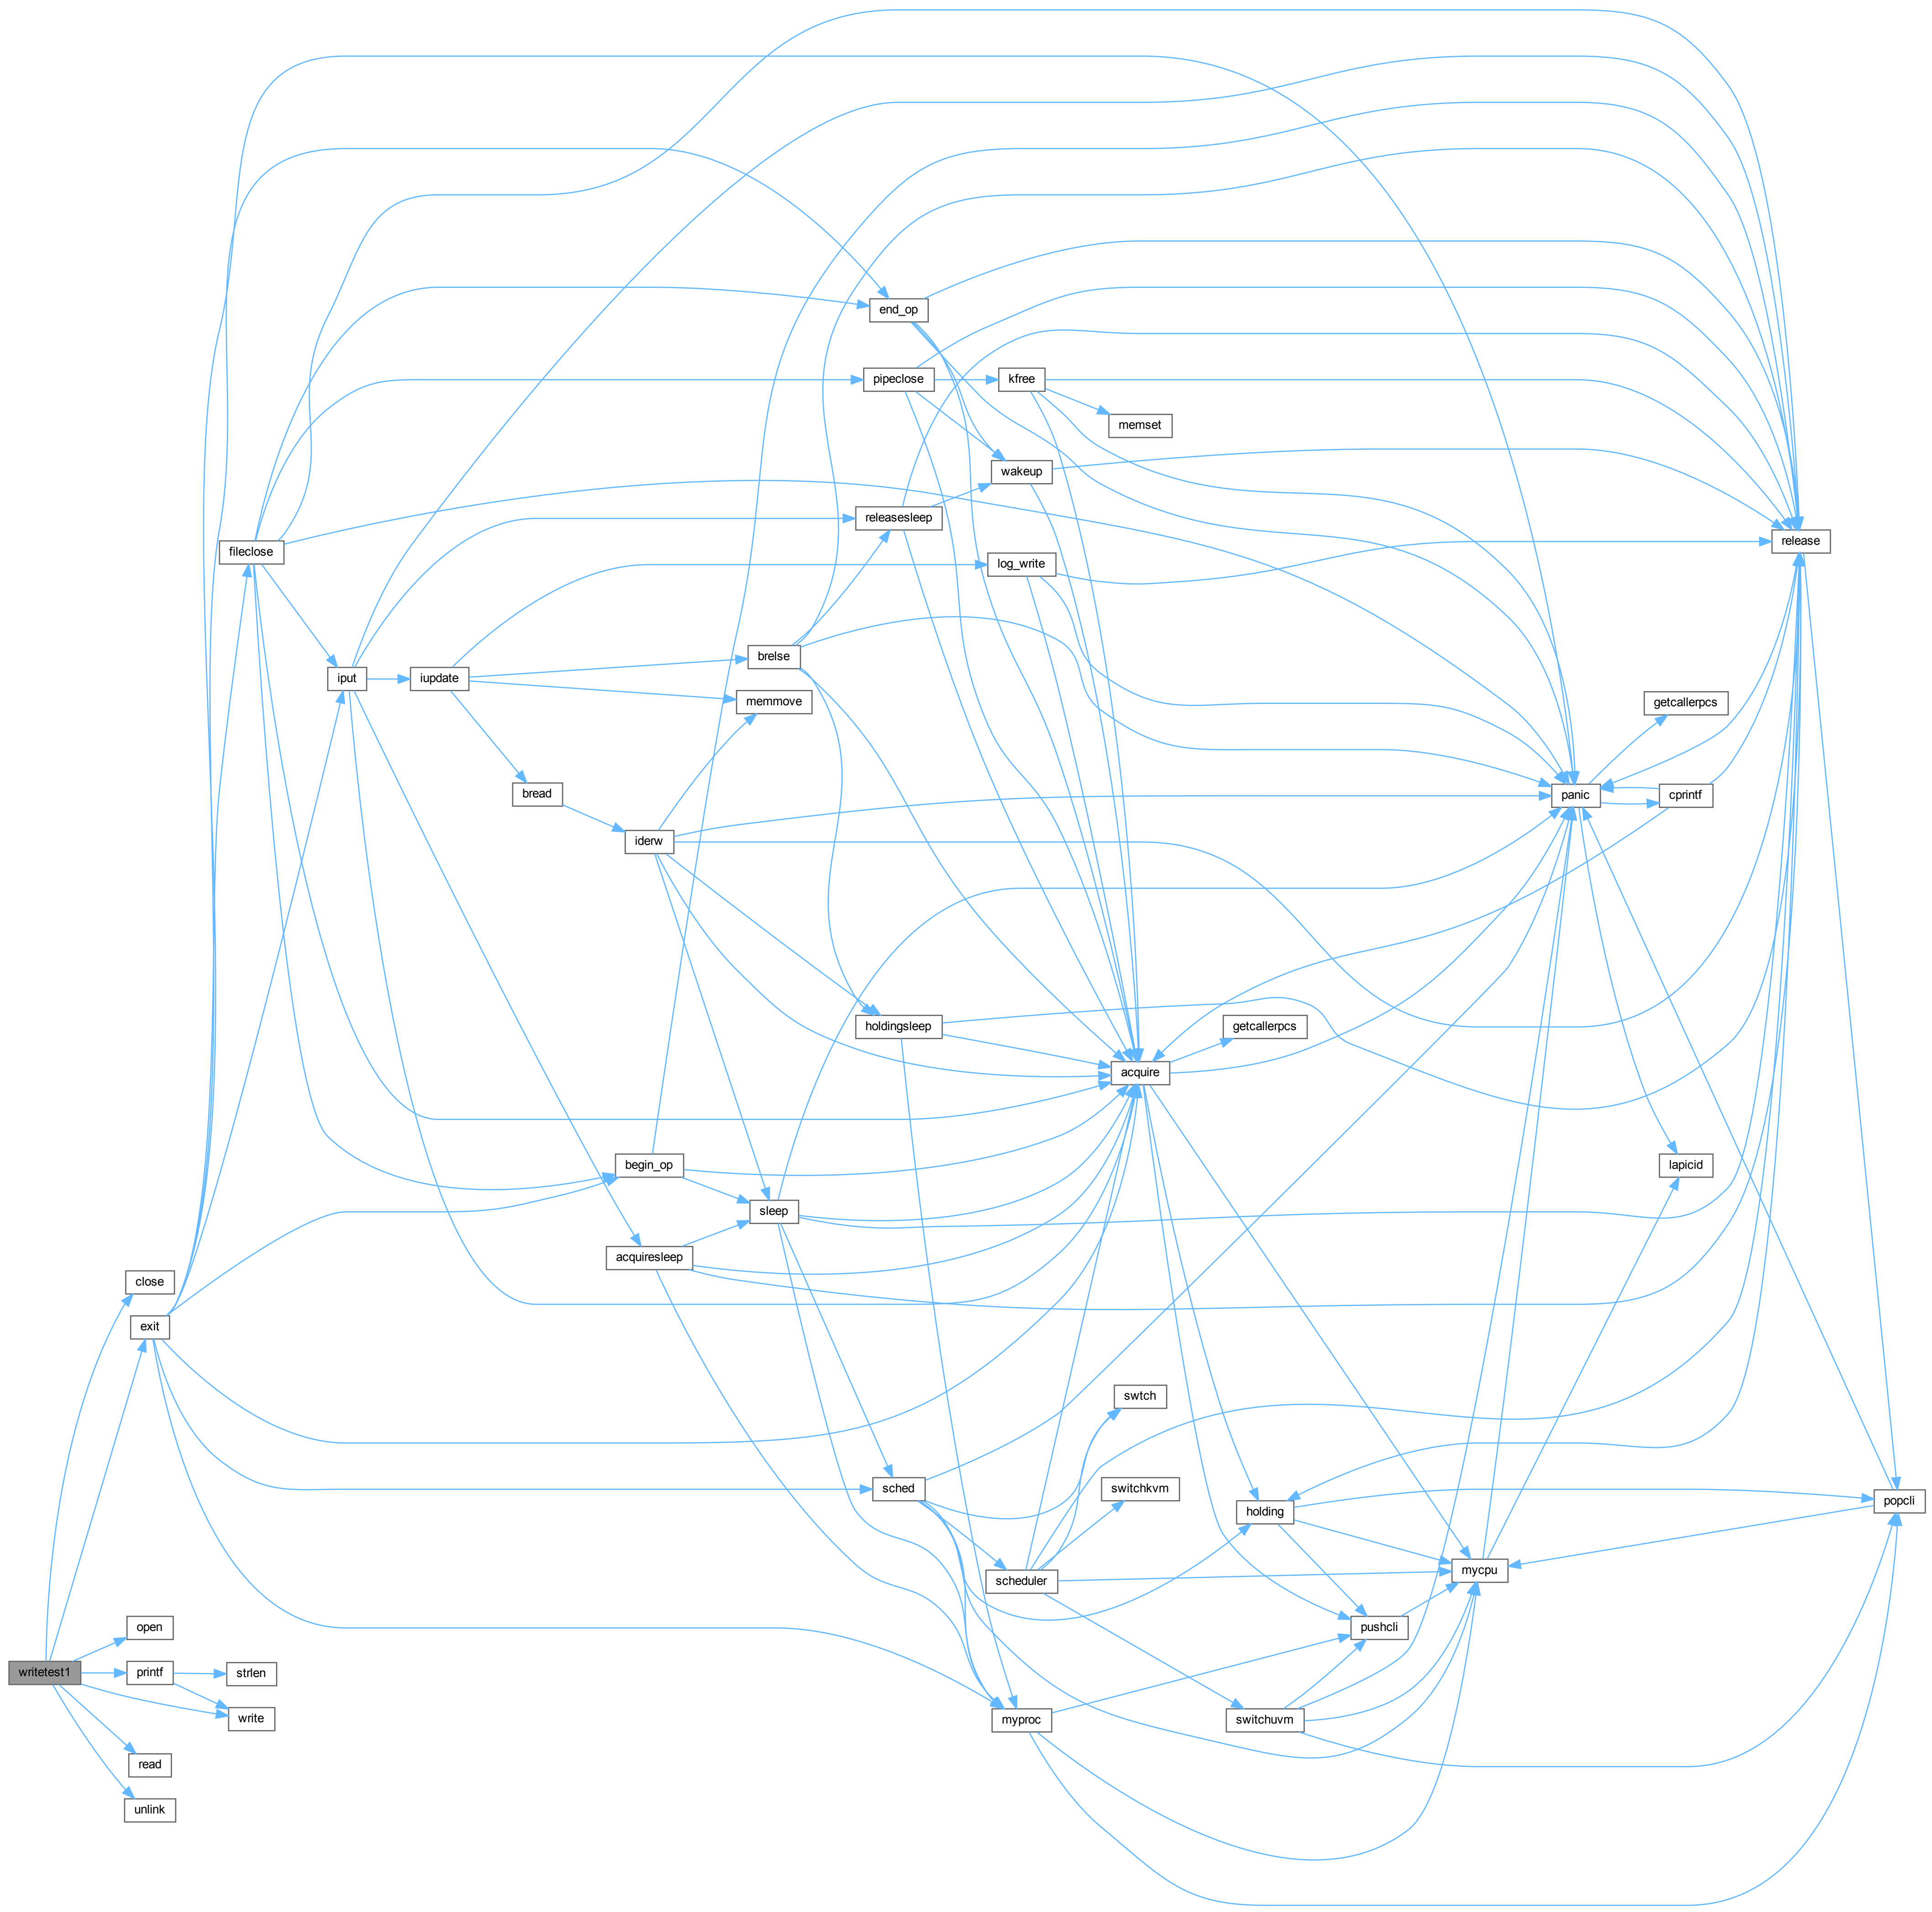 end_op
pipeclose
kfree
memset
wakeup
releasesleep
release
fileclose
log_write
brelse
iput
iupdate
memmove
getcallerpcs
bread
panic
cprintf
iderw
holdingsleep
getcallerpcs
acquire
begin_op
lapicid
sleep
acquiresleep
close
exit
swtch
sched
switchkvm
holding
popcli
scheduler
mycpu
open
pushcli
writetest1
printf
strlen
write
myproc
switchuvm
read
unlink